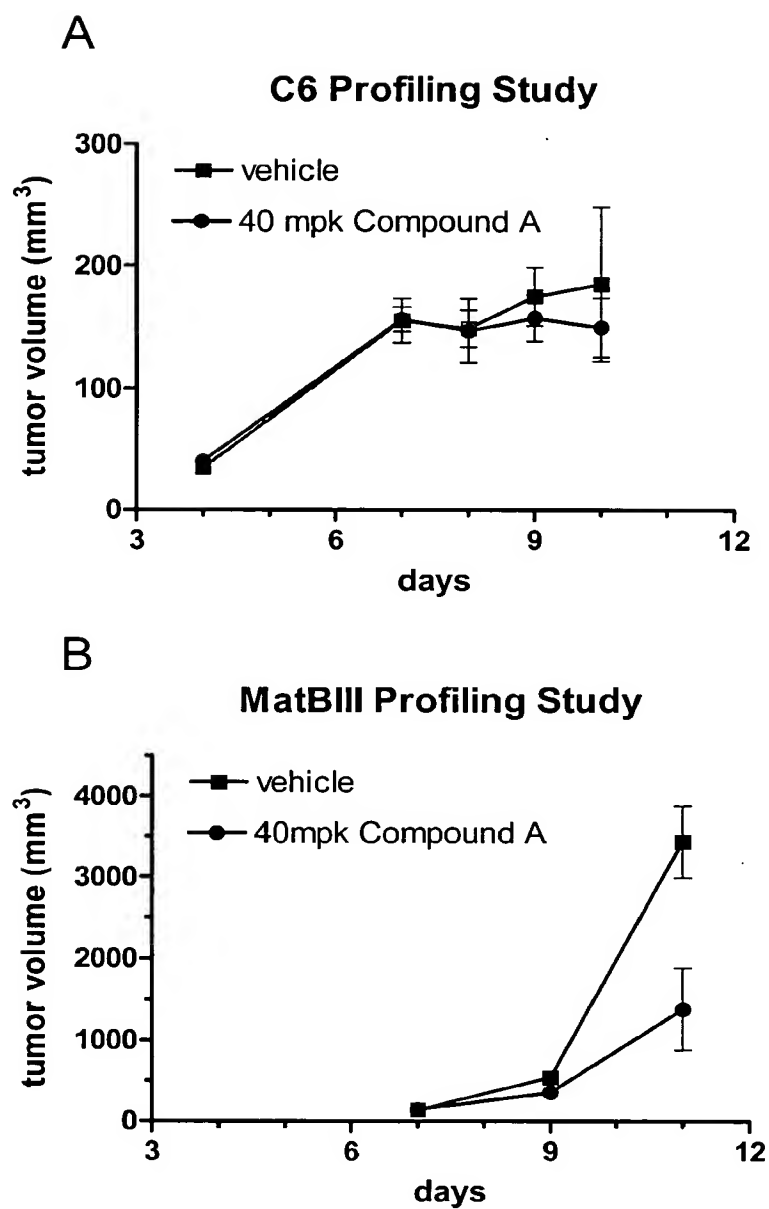 A
C6 Profiling Study
300
200
100
0
tumor volume (mm³)
vehicle
40 mpk Compound A
3 6 9 12
days
B
MatBIII Profiling Study
4000
3000
2000
1000
0
tumor volume (mm³)
vehicle
40mpk Compound A
3 6 9 12
days